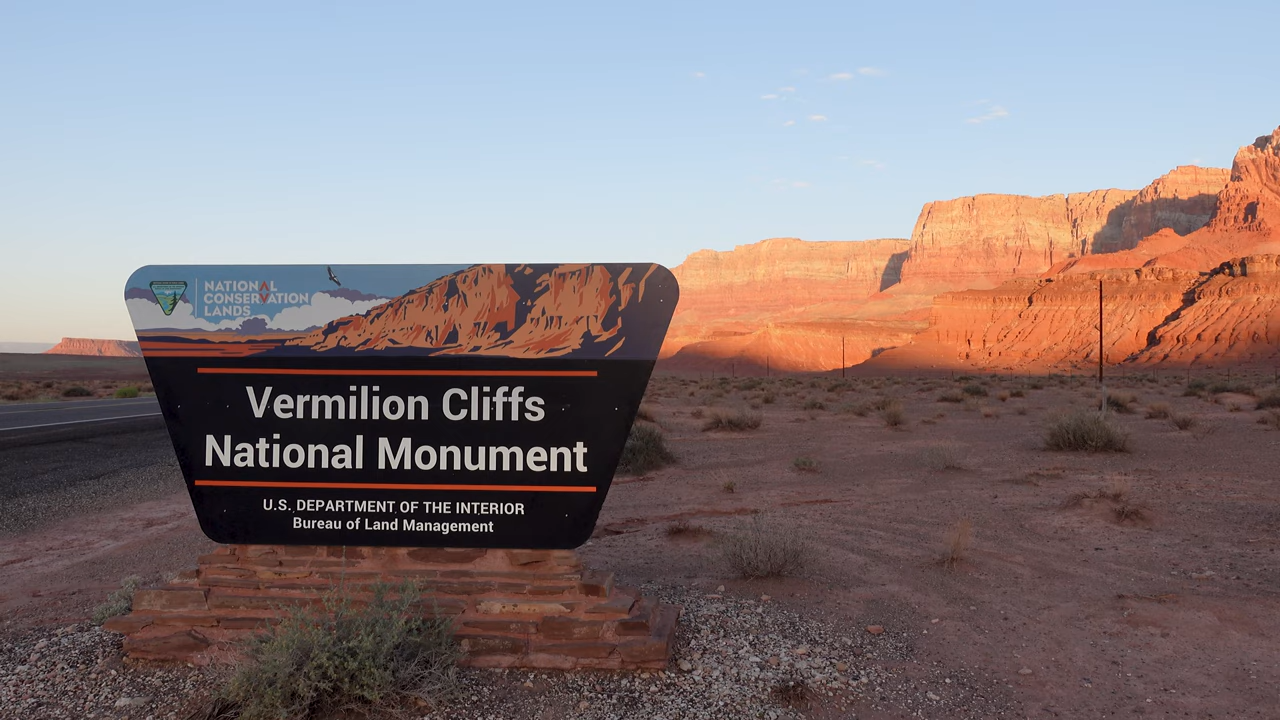 NATIONAL
CONSERVATION
LANDS
Vermilion Cliffs
National Monument
U.S. DEPARTMENT OF THE INTERIOR
Bureau of Land Management